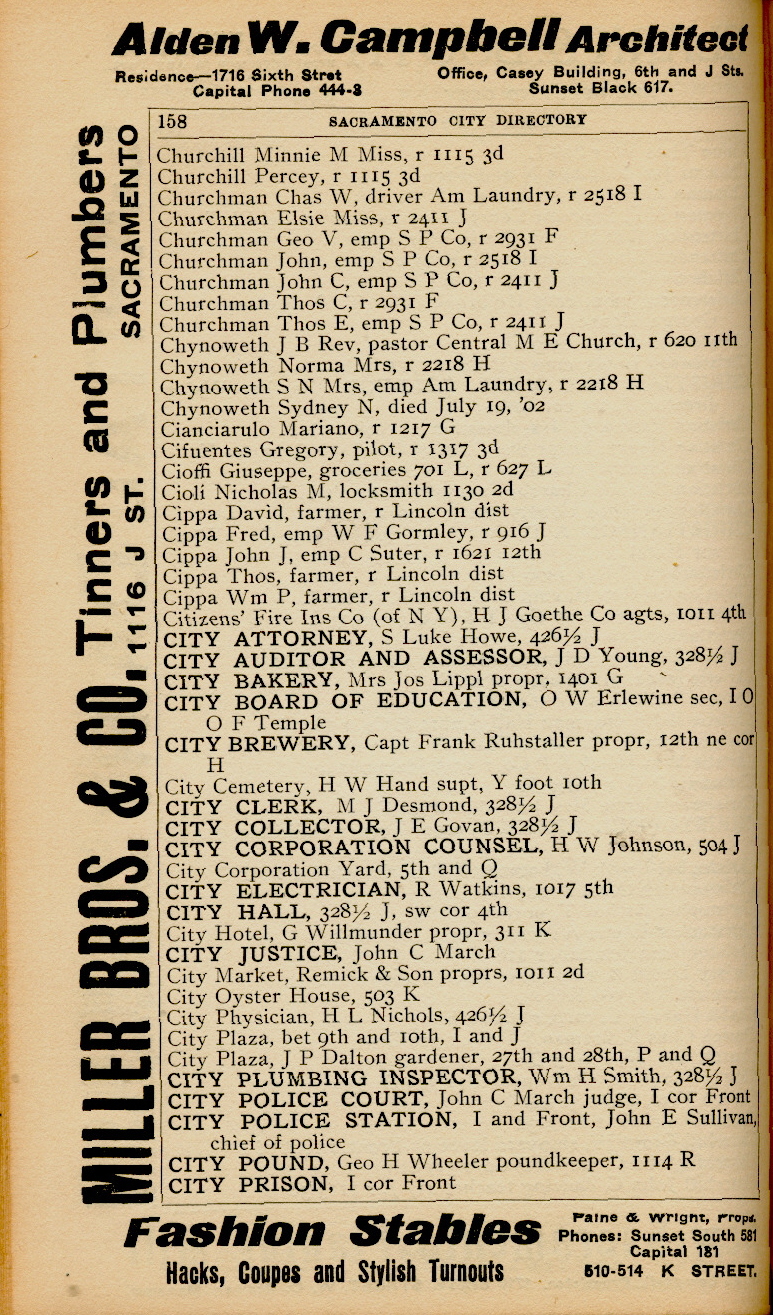 Alden W. Campbell Architect
Residence—1716 Sixth Stret
Capital Phone 444-3
Office, Casey Building, 6th and J Sts.
Sunset Black 617.
MILLER BROS. & CO. Tinners and Plumbers
1116 J ST. SACRAMENTO
158 SACRAMENTO CITY DIRECTORY
Churchill Minnie M Miss, r 1115 3d
Churchill Percey, r 1115 3d
Churchman Chas W, driver Am Laundry, r 2518 I
Churchman Elsie Miss, r 2411 J
Churchman Geo V, emp S P Co, r 2931 F
Churchman John, emp S P Co, r 2518 I
Churchman John C, emp S P Co, r 2411 J
Churchman Thos C, r 2931 F
Churchman Thos E, emp S P Co, r 2411 J
Chynoweth J B Rev, pastor Central M E Church, r 620 11th
Chynoweth Norma Mrs, r 2218 H
Chynoweth S N Mrs, emp Am Laundry, r 2218 H
Chynoweth Sydney N, died July 19, '02
Cianciarulo Mariano, r 1217 G
Cifuentes Gregory, pilot, r 1317 3d
Cioffi Giuseppe, groceries 701 L, r 627 L
Cioli Nicholas M, locksmith 1130 2d
Cippa David, farmer, r Lincoln dist
Cippa Fred, emp W F Gormley, r 916 J
Cippa John J, emp C Suter, r 1621 12th
Cippa Thos, farmer, r Lincoln dist
Cippa Wm P, farmer, r Lincoln dist
Citizens' Fire Ins Co (of N Y), H J Goethe Co agts, 1011 4th
CITY ATTORNEY, S Luke Howe, 426½ J
CITY AUDITOR AND ASSESSOR, J D Young, 328½ J
CITY BAKERY, Mrs Jos Lippl propr, 1401 G
CITY BOARD OF EDUCATION, O W Erlewine sec, I O
O F Temple
CITY BREWERY, Capt Frank Ruhstaller propr, 12th ne cor
H
City Cemetery, H W Hand supt, Y foot 10th
CITY CLERK, M J Desmond, 328½ J
CITY COLLECTOR, J E Govan, 328½ J
CITY CORPORATION COUNSEL, H W Johnson, 504 J
City Corporation Yard, 5th and Q
CITY ELECTRICIAN, R Watkins, 1017 5th
CITY HALL, 328½ J, sw cor 4th
City Hotel, G Willmunder propr, 311 K
CITY JUSTICE, John C March
City Market, Remick & Son proprs, 1011 2d
City Oyster House, 503 K
City Physician, H L Nichols, 426½ J
City Plaza, bet 9th and 10th, I and J
City Plaza, J P Dalton gardener, 27th and 28th, P and Q
CITY PLUMBING INSPECTOR, Wm H Smith, 328½ J
CITY POLICE COURT, John C March judge, I cor Front
CITY POLICE STATION, I and Front, John E Sullivan,
chief of police
CITY POUND, Geo H Wheeler poundkeeper, 1114 R
CITY PRISON, I cor Front
Fashion Stables
Hacks, Coupes and Stylish Turnouts
Paine & Wright, Props.
Phones: Sunset South 581
Capital 181
510-514 K STREET.